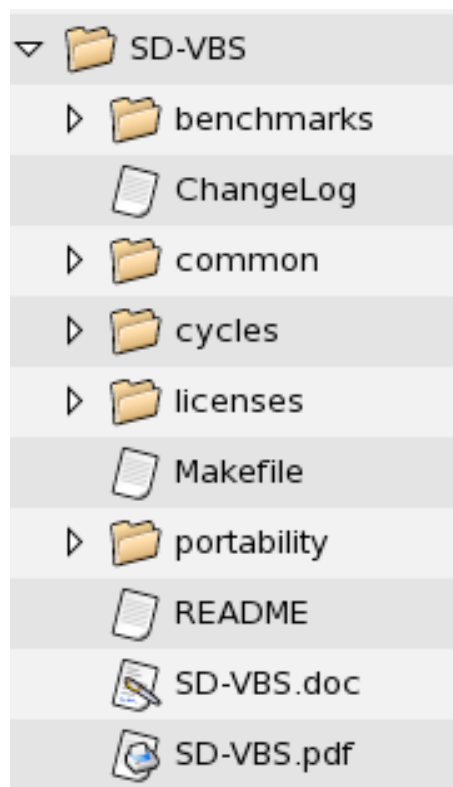 SD-VBS
benchmarks
ChangeLog
common
cycles
licenses
Makefile
portability
README
SD-VBS.doc
SD-VBS.pdf